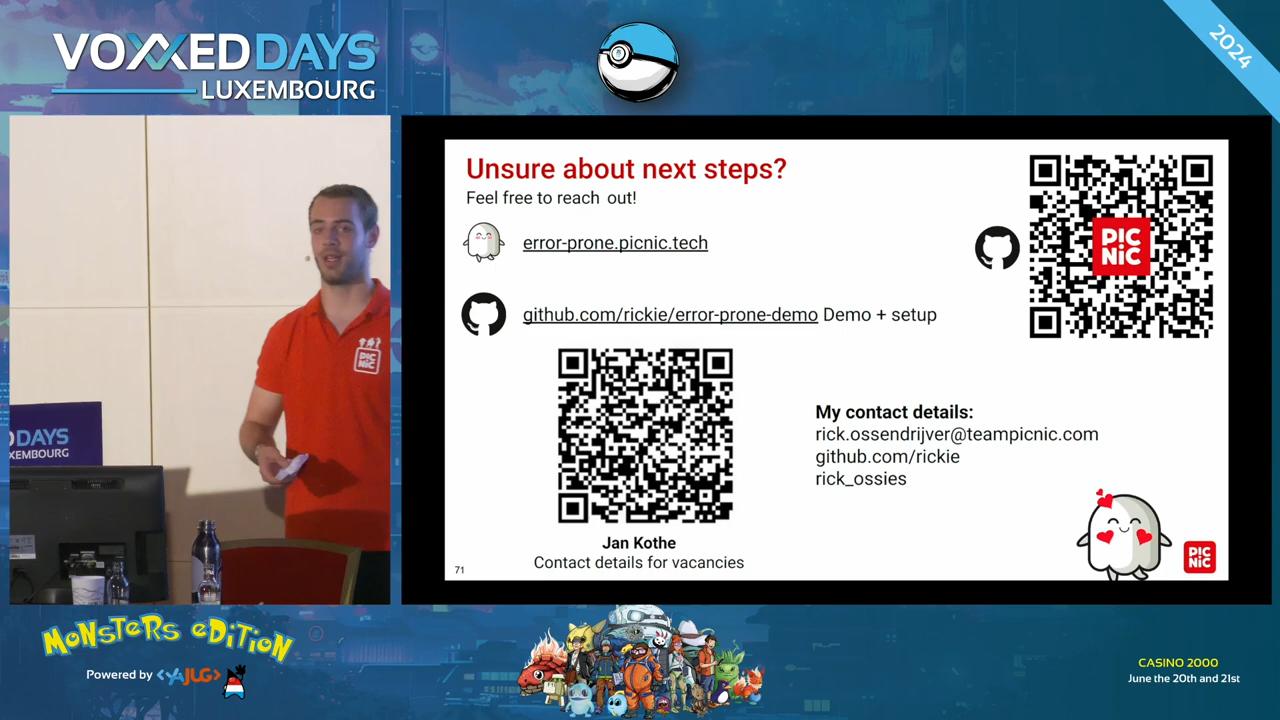 VOXXED DAYS
LUXEMBOURG
2024
Unsure about next steps?
Feel free to reach out!
error-prone.picnic.tech
github.com/rickie/error-prone-demo Demo + setup
PIC
NiC
Jan Kothe
Contact details for vacancies
My contact details:
rick.ossendrijver@teampicnic.com
github.com/rickie
rick_ossies
71
PIC
NiC
PIC
NiC
DAYS
XEMBOURG
MONSTERS EDITION
Powered by <YAJUG>
CASINO 2000
June the 20th and 21st